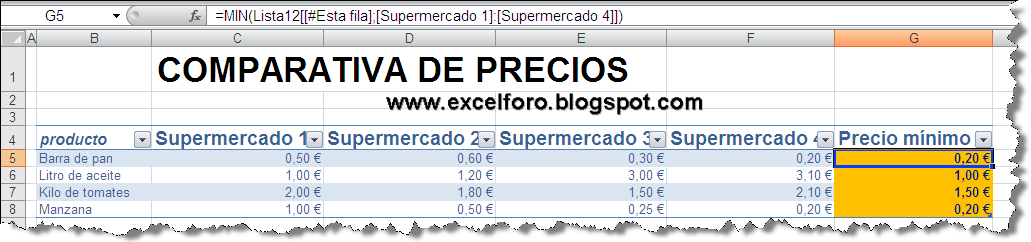 G5 fx =MIN(Lista12[[#Esta fila];[Supermercado 1]:[Supermercado 4]])
A B C D E F G
1 COMPARATIVA DE PRECIOS
2 www.excelforo.blogspot.com
3
4 producto Supermercado 1 Supermercado 2 Supermercado 3 Supermercado 4 Precio mínimo
5 Barra de pan 0,50 € 0,60 € 0,30 € 0,20 € 0,20 €
6 Litro de aceite 1,00 € 1,20 € 3,00 € 3,10 € 1,00 €
7 Kilo de tomates 2,00 € 1,80 € 1,50 € 2,10 € 1,50 €
8 Manzana 1,00 € 0,50 € 0,25 € 0,20 € 0,20 €